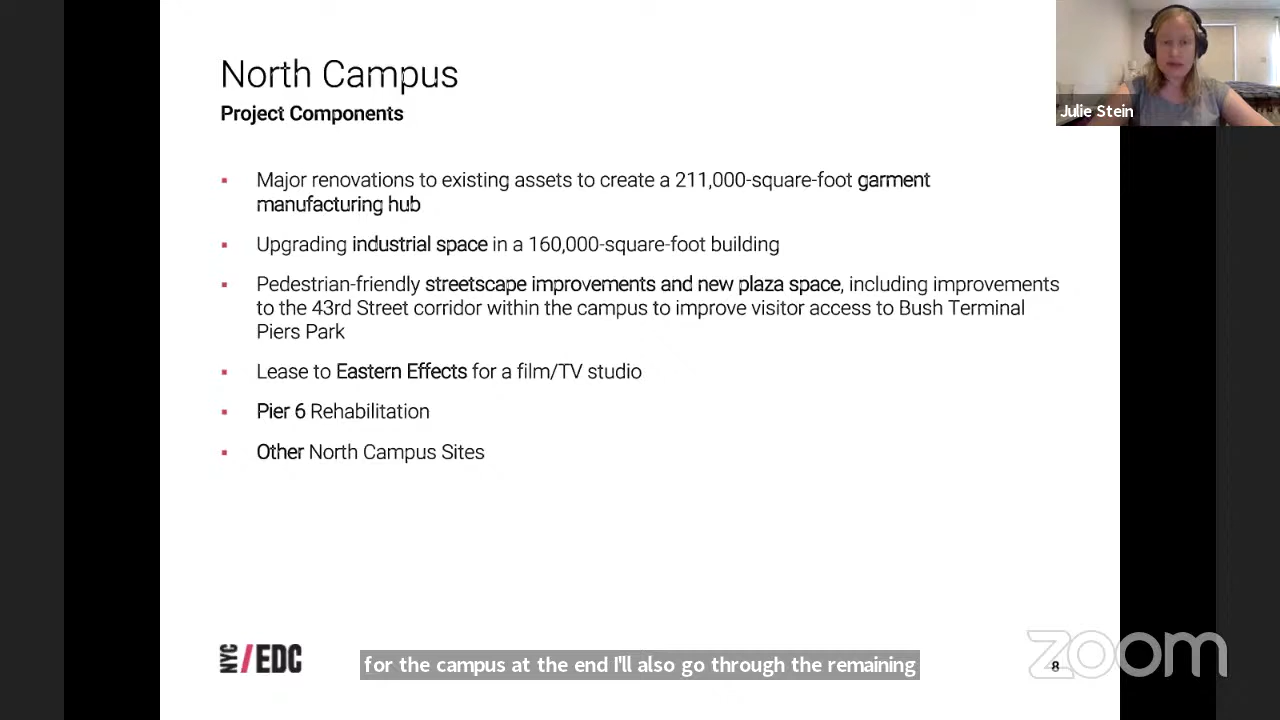 North Campus
Project Components
Julie Stein
Major renovations to existing assets to create a 211,000-square-foot garment
manufacturing hub
Upgrading industrial space in a 160,000-square-foot building
Pedestrian-friendly streetscape improvements and new plaza space, including improvements
to the 43rd Street corridor within the campus to improve visitor access to Bush Terminal
Piers Park
Lease to Eastern Effects for a film/TV studio
Pier 6 Rehabilitation
Other North Campus Sites
NYC / EDC
for the campus at the end I'll also go through the remaining
zoom
8